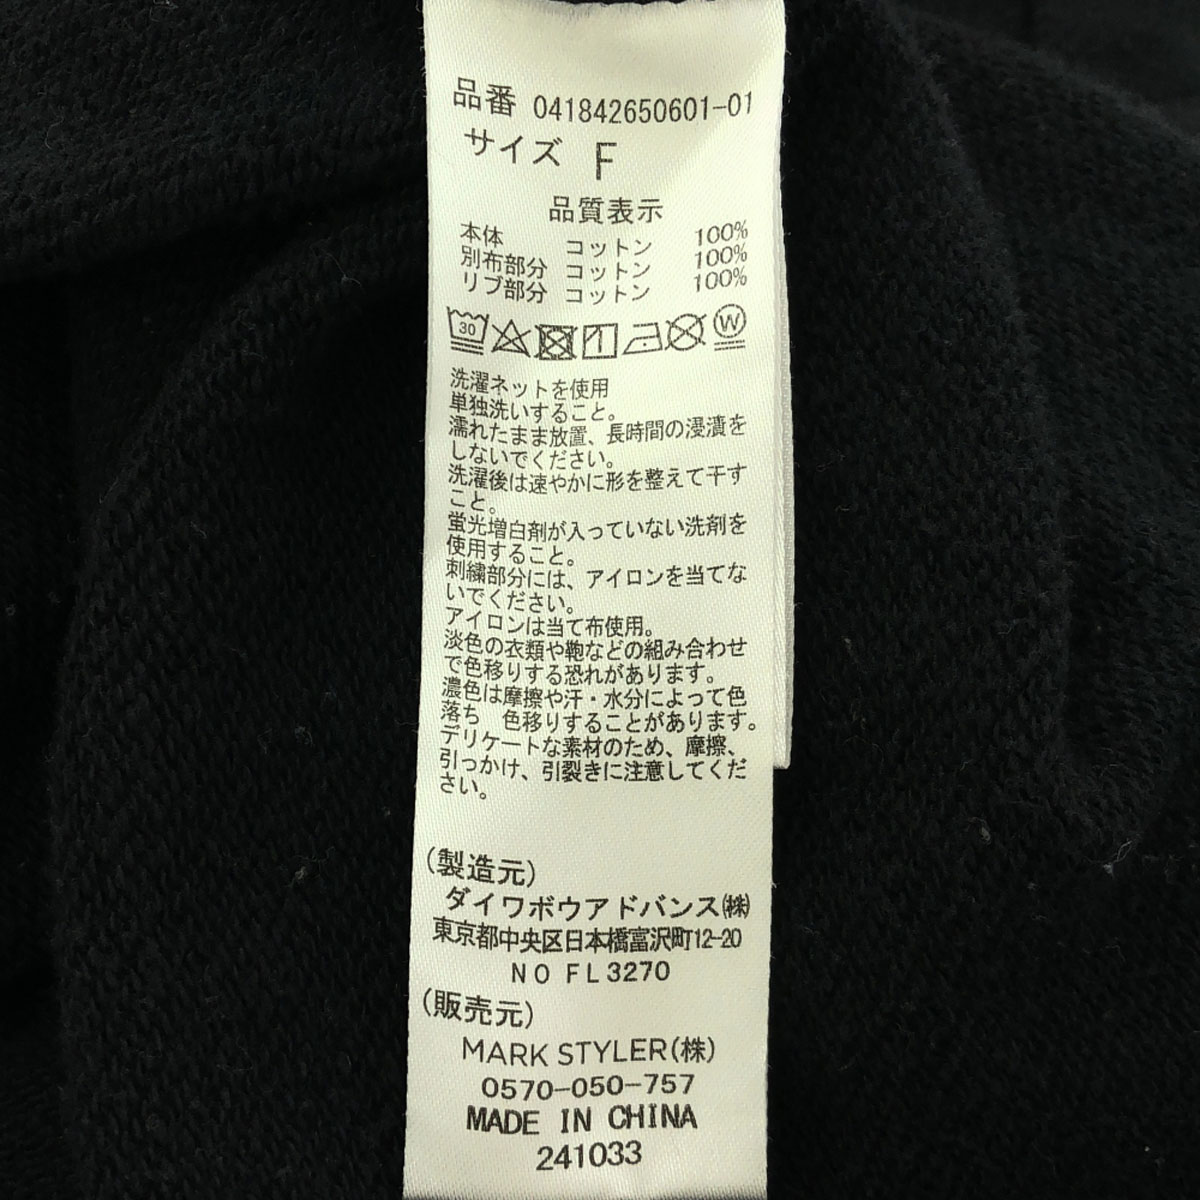 品番 041842650601-01
サイズ F
品質表示
本体 コットン 100%
別布部分 コットン 100%
リブ部分 コットン 100%
30 W
洗濯ネットを使用
単独洗いすること。
濡れたまま放置、長時間の浸漬を
しないでください。
洗濯後は速やかに形を整えて干す
こと。
蛍光増白剤が入っていない洗剤を
使用すること。
刺繍部分には、アイロンを当てな
いでください。
アイロンは当て布使用。
淡色の衣類や鞄などの組み合わせ
で色移りする恐れがあります。
濃色は摩擦や汗・水分によって色
落ち 色移りすることがあります。
デリケートな素材のため、摩擦、
引っかけ、引裂きに注意してくだ
さい。
(製造元)
ダイワボウアドバンス㈱
東京都中央区日本橋富沢町12-20
NO FL3270
(販売元)
MARK STYLER(株)
0570-050-757
MADE IN CHINA
241033